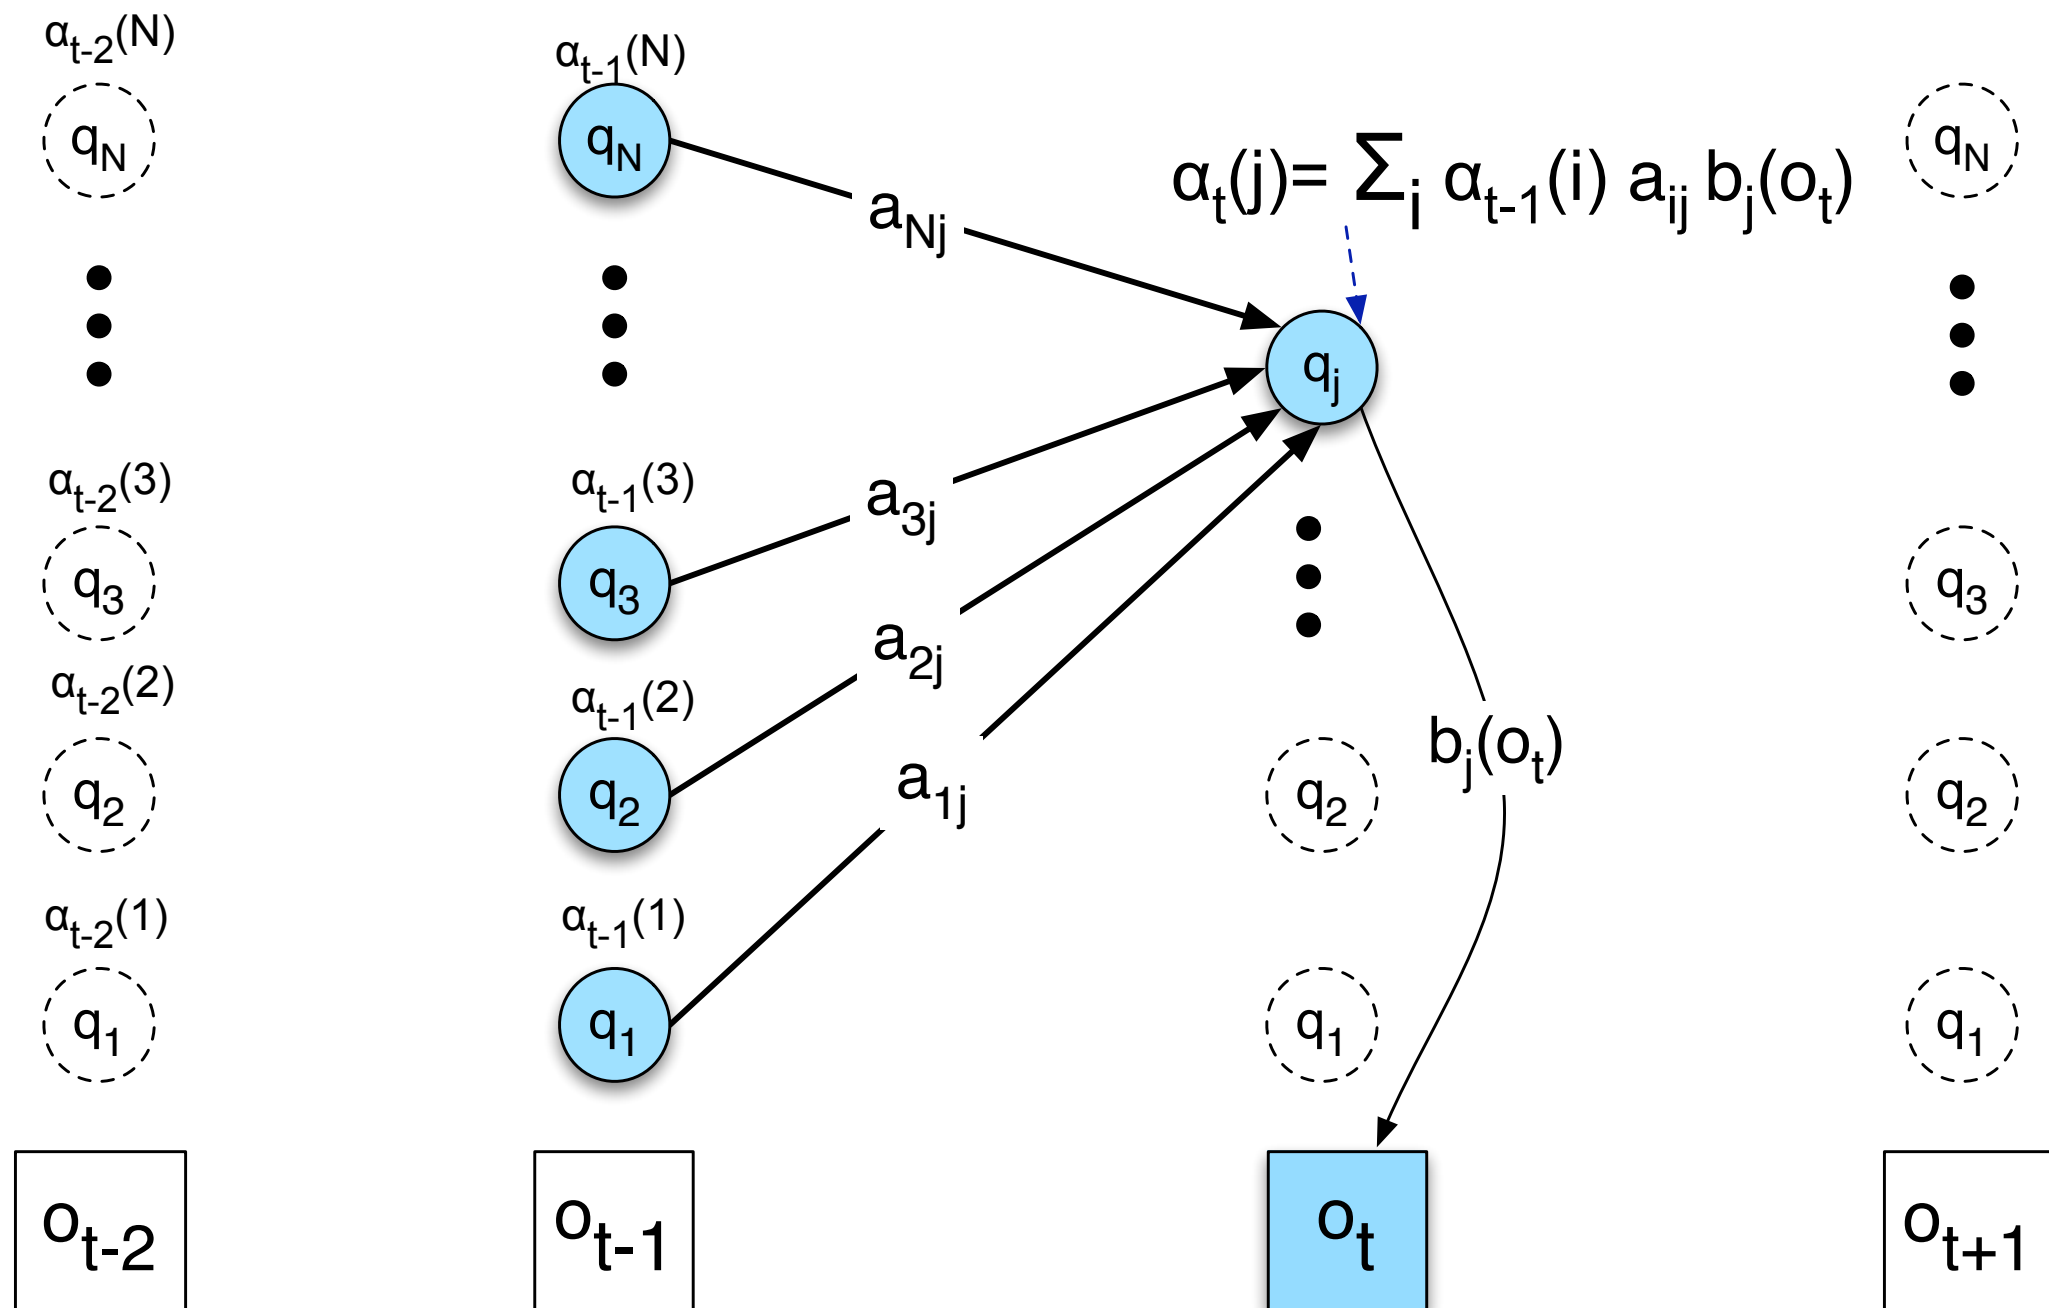 αt-2(N)
αt-1(N)
qN
qN
αt(j)= Σi αt-1(i) aij bj(ot)
qN
aNj
qj
αt-2(3)
αt-1(3)
a3j
q3
q3
q3
a2j
αt-2(2)
αt-1(2)
bj(ot)
q2
q2
a1j
q2
q2
αt-2(1)
αt-1(1)
q1
q1
q1
q1
ot-2
ot-1
ot
ot+1